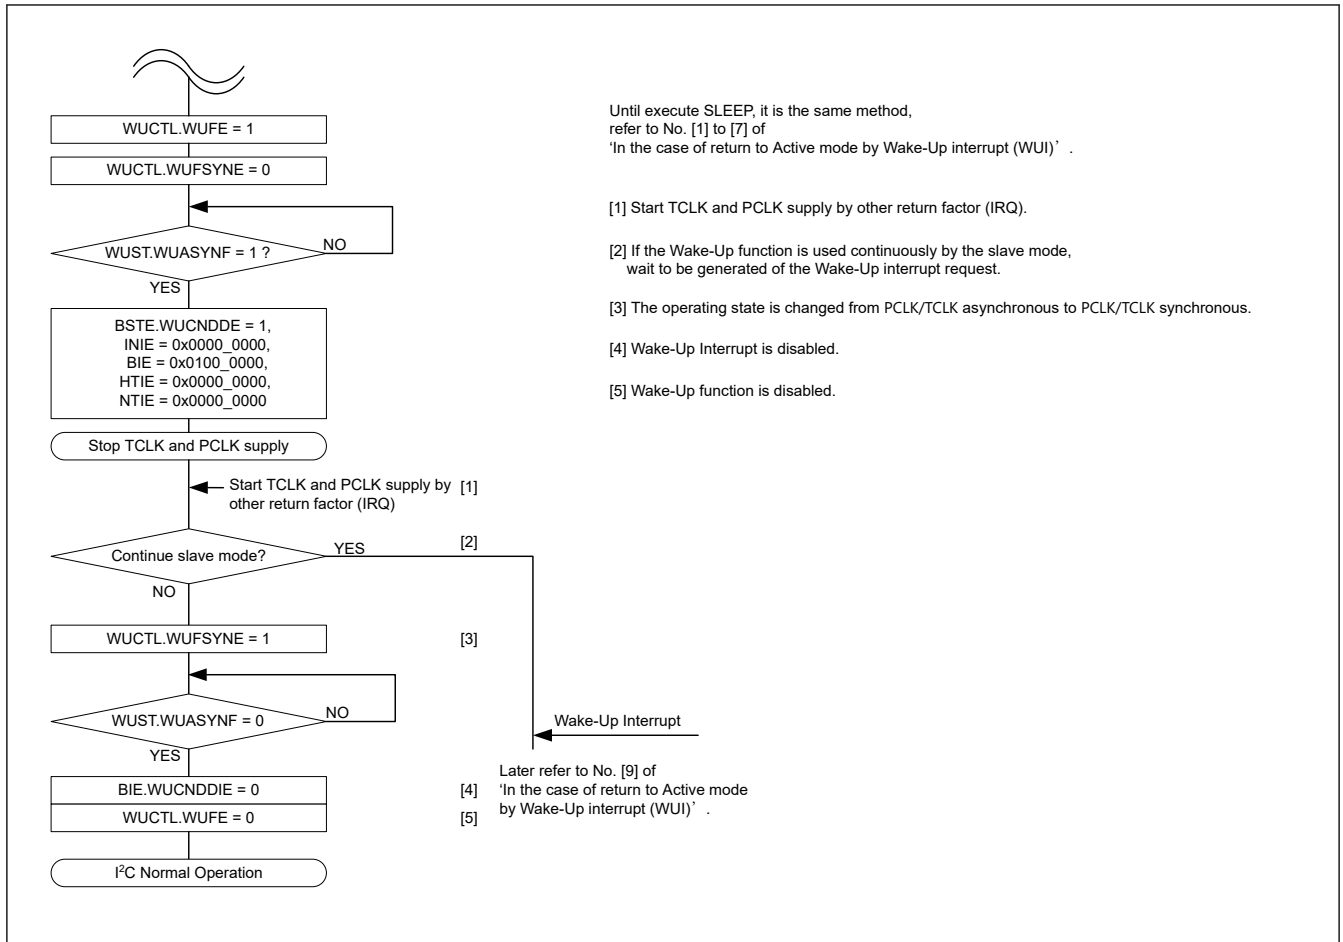 WUCTL.WUFE = 1
WUCTL.WUFSYNE = 0
WUST.WUASYNF = 1 ?
NO
YES
BSTE.WUCNDDE = 1,
INIE = 0x0000_0000,
BIE = 0x0100_0000,
HTIE = 0x0000_0000,
NTIE = 0x0000_0000
Stop TCLK and PCLK supply
Start TCLK and PCLK supply by [1]
other return factor (IRQ)
Continue slave mode?
YES
[2]
NO
WUCTL.WUFSYNE = 1
[3]
WUST.WUASYNF = 0
NO
YES
BIE.WUCNDDIE = 0
[4]
WUCTL.WUFE = 0
[5]
I²C Normal Operation
Wake-Up Interrupt
Later refer to No. [9] of
‘In the case of return to Active mode
by Wake-Up interrupt (WUI)’ .
Until execute SLEEP, it is the same method,
refer to No. [1] to [7] of
‘In the case of return to Active mode by Wake-Up interrupt (WUI)’ .
[1] Start TCLK and PCLK supply by other return factor (IRQ).
[2] If the Wake-Up function is used continuously by the slave mode,
wait to be generated of the Wake-Up interrupt request.
[3] The operating state is changed from PCLK/TCLK asynchronous to PCLK/TCLK synchronous.
[4] Wake-Up Interrupt is disabled.
[5] Wake-Up function is disabled.